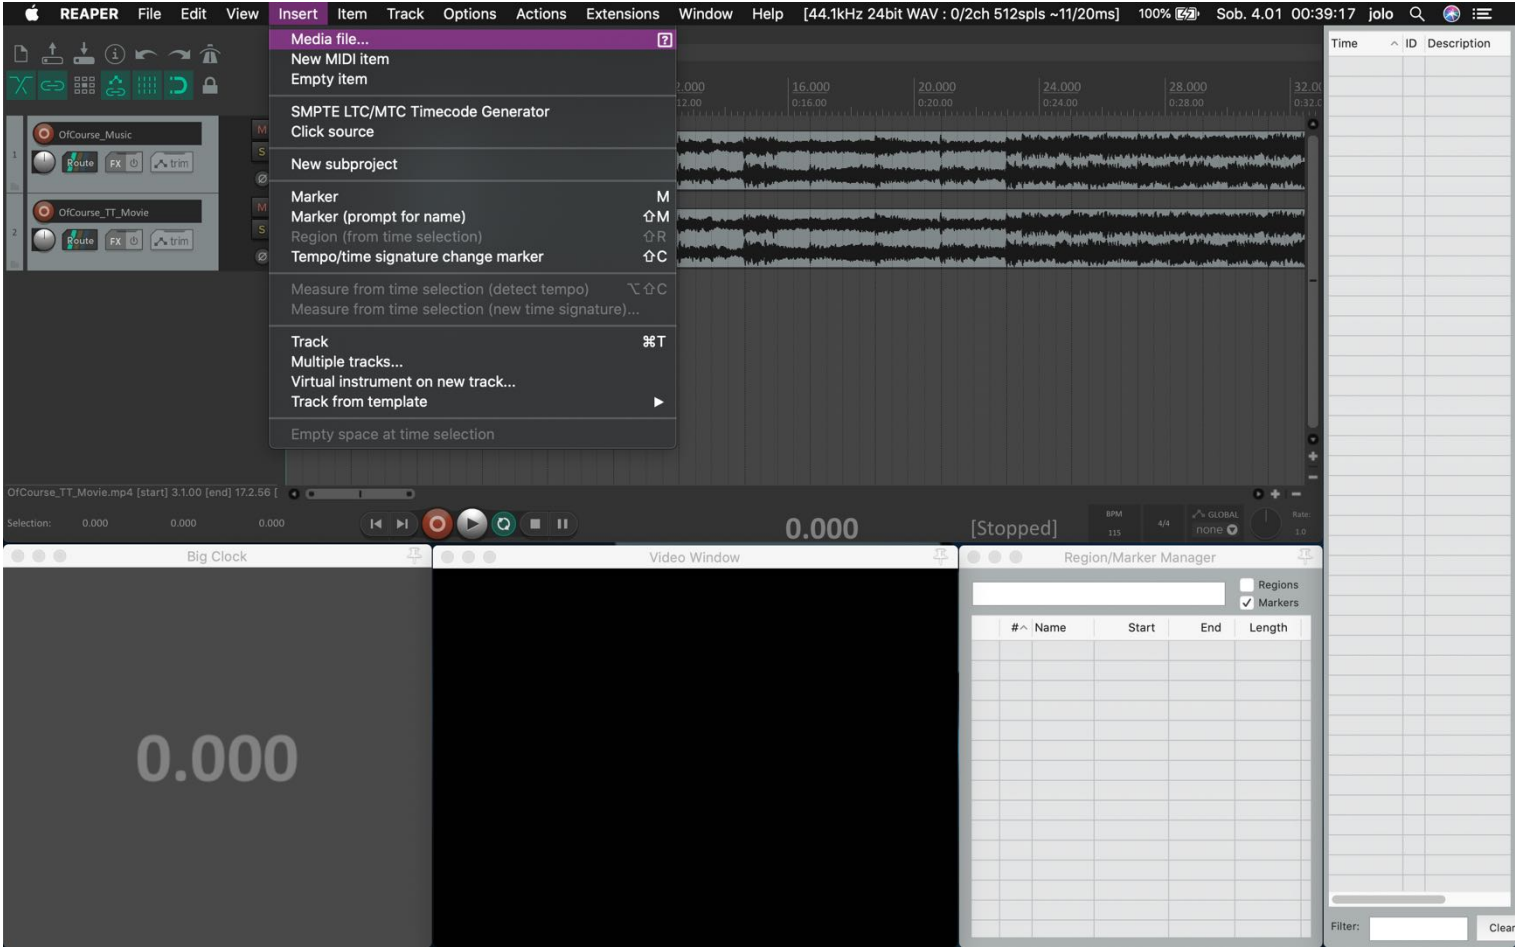 REAPER File Edit View Insert Item Track Options Actions Extensions Window Help [44.1kHz 24bit WAV : 0/2ch 512spls ~11/20ms] 100% Sob. 4.01 00:39:17 jolo
Media file... ?
New MIDI item
Empty item
SMPTE LTC/MTC Timecode Generator
Click source
New subproject
Marker M
Marker (prompt for name) ⇧M
Region (from time selection) ⇧R
Tempo/time signature change marker ⇧C
Measure from time selection (detect tempo) ⌥⇧C
Measure from time selection (new time signature)...
Track ⌘T
Multiple tracks...
Virtual instrument on new track...
Track from template
Empty space at time selection
16.000 20.000 24.000 28.000
12.00 0:16.00 0:20.00 0:24.00 0:28.00
1 OfCourse_Music M
Route FX trim S
2 OfCourse_TT_Movie M
Route FX trim S
OfCourse_TT_Movie.mp4 [start] 3.1.00 [end] 17.2.56 [
Selection: 0.000 0.000 0.000
0.000 [Stopped]
BPM
115
4/4
GLOBAL
none
Rate:
1.0
Big Clock
0.000
Video Window
Region/Marker Manager
Regions
Markers
# Name Start End Length
Time ID Description
Filter: Clear